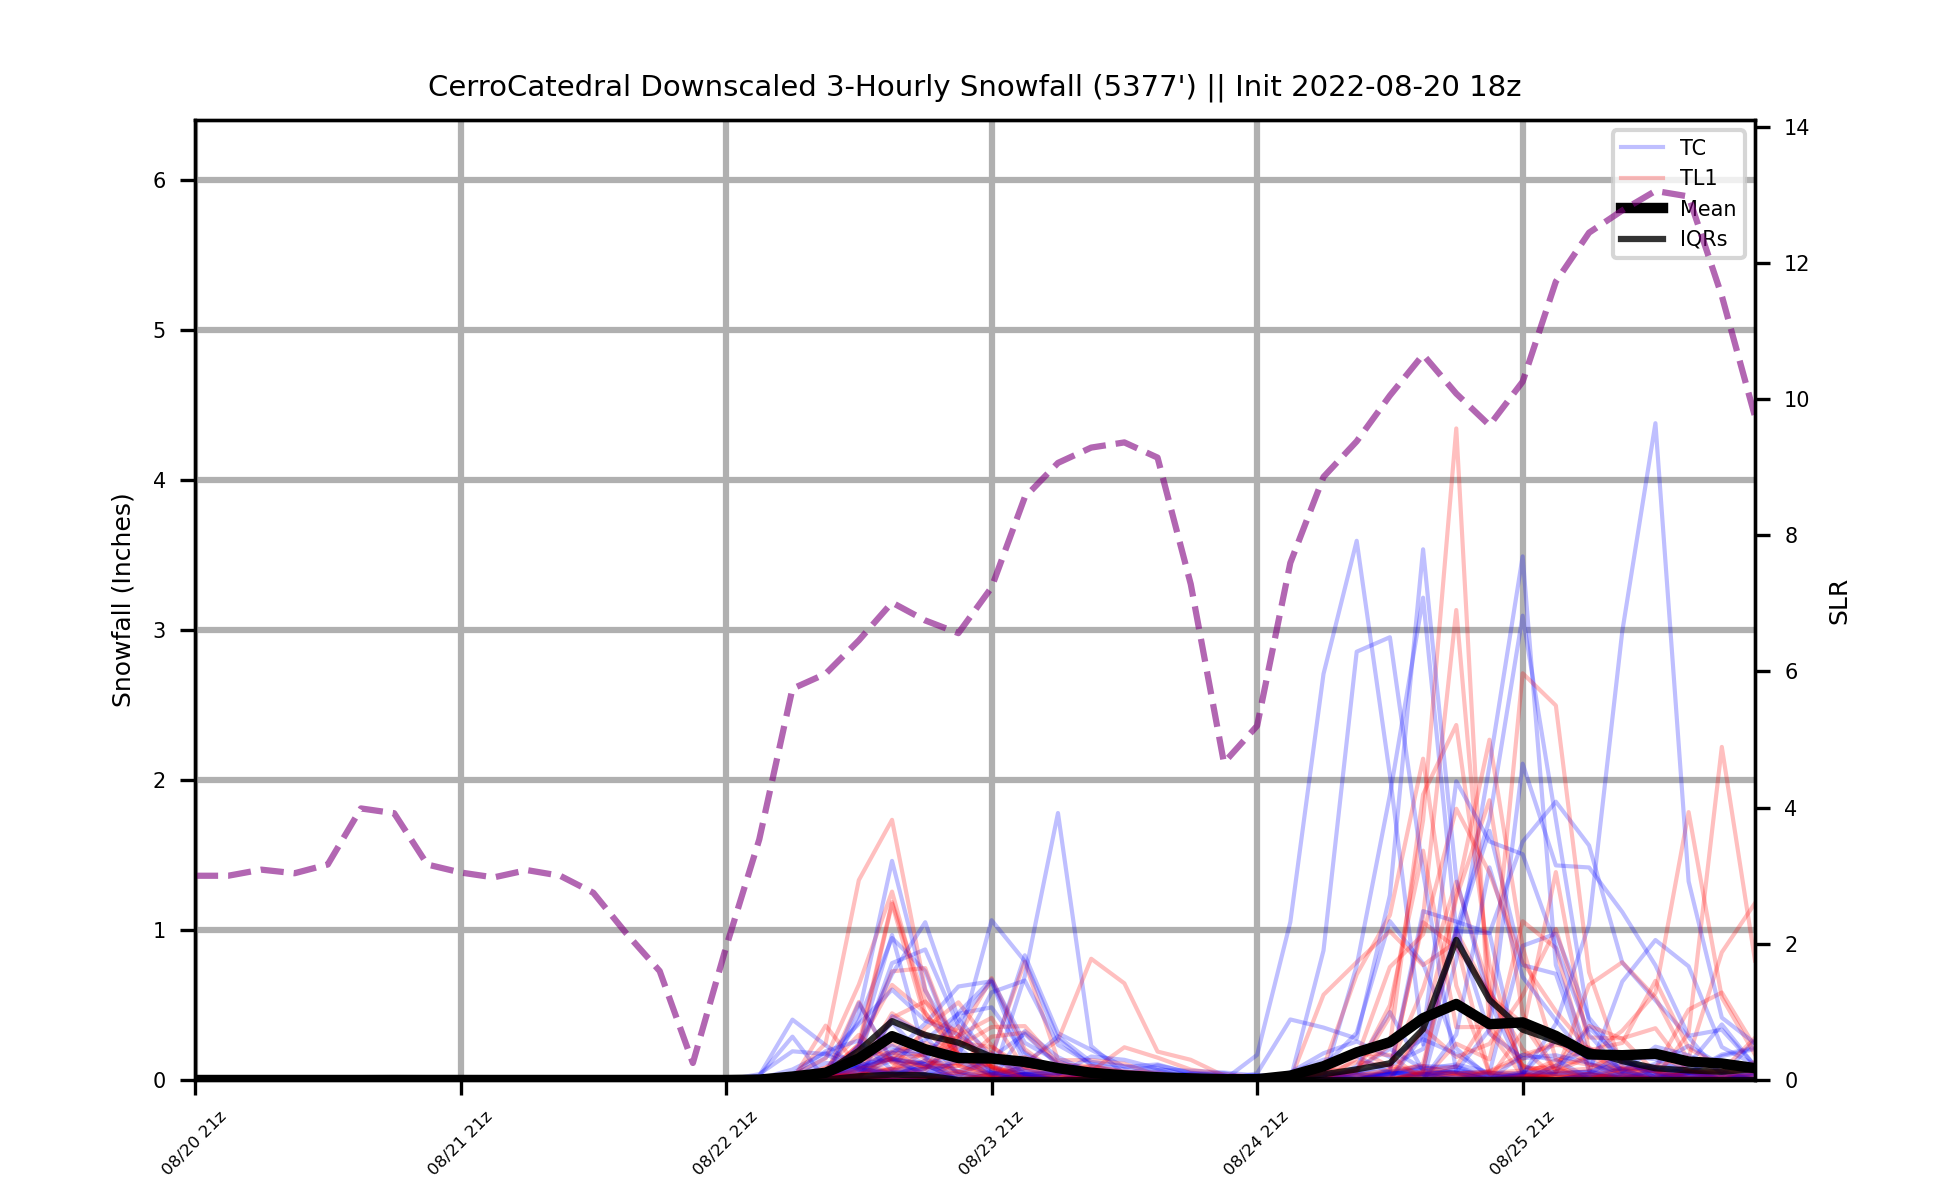 CerroCatedral Downscaled 3-Hourly Snowfall (5377') || Init 2022-08-20 18z
TC
TL1
Mean
IQRs
Snowfall (Inches)
6
5
4
3
2
1
0
14
12
10
8
6
4
2
0
SLR
08/20 21z
08/21 21z
08/22 21z
08/23 21z
08/24 21z
08/25 21z